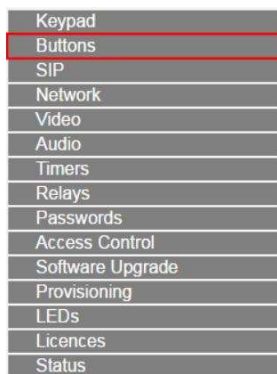 Keypad
Buttons
SIP
Network
Video
Audio
Timers
Relays
Passwords
Access Control
Software Upgrade
Provisioning
LEDs
Licences
Status